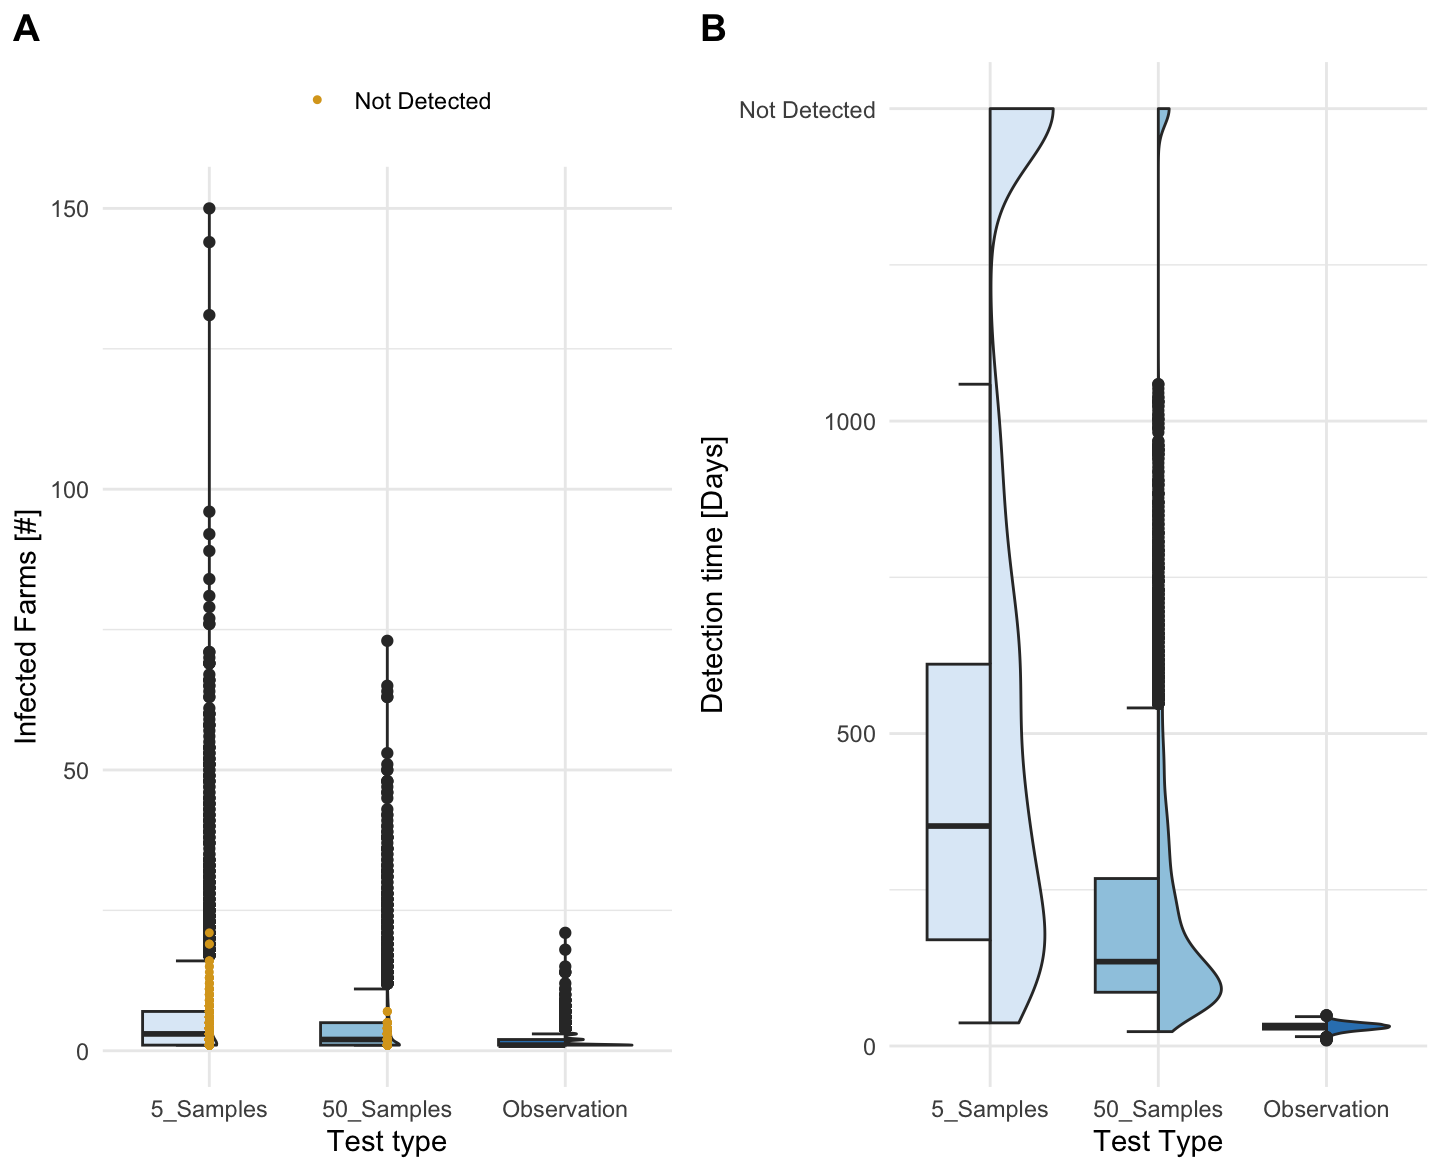 A
Not Detected
Infected Farms [#]
150
100
50
0
5_Samples
50_Samples
Observation
Test type
B
Detection time [Days]
Not Detected
1000
500
0
5_Samples
50_Samples
Observation
Test Type